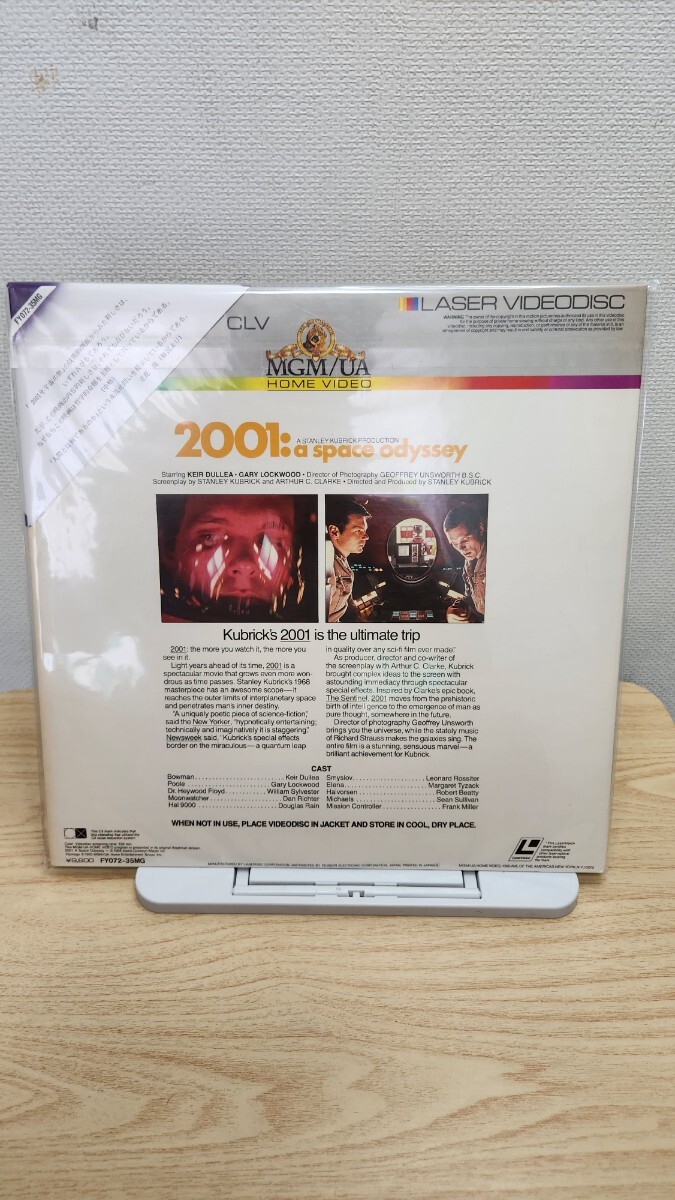 FY072-35MG
CLV
LASER VIDEODISC
MGM/UA
HOME VIDEO
2001:
A STANLEY KUBRICK PRODUCTION
a space odyssey
Starring KEIR DULLEA • GARY LOCKWOOD • Director of Photography GEOFFREY UNSWORTH B.S.C.
Screenplay by STANLEY KUBRICK and ARTHUR C. CLARKE • Directed and Produced by STANLEY KUBRICK
Kubrick's 2001 is the ultimate trip
2001: the more you watch it, the more you
see in it.
Light years ahead of its time, 2001 is a
spectacular movie that grows even more won-
drous as time passes. Stanley Kubrick's 1968
masterpiece has an awesome scope—it
reaches the outer limits of interplanetary space
and penetrates man's inner destiny.
"A uniquely poetic piece of science-fiction,"
said the New Yorker, "hypnotically entertaining;
technically and imaginatively it is staggering."
Newsweek said, "Kubrick's special effects
border on the miraculous—a quantum leap
in quality over any sci-fi film ever made."
As producer, director and co-writer of
the screenplay with Arthur C. Clarke, Kubrick
brought complex ideas to the screen with
astounding immediacy through spectacular
special effects. Inspired by Clarke's epic book,
The Sentinel, 2001 moves from the prehistoric
birth of intelligence to the emergence of man as
pure thought, somewhere in the future.
Director of photography Geoffrey Unsworth
brings you the universe, while the stately music
of Richard Strauss makes the galaxies sing. The
entire film is a stunning, sensuous marvel—a
brilliant achievement for Kubrick.
CAST
Bowman Keir Dullea
Poole Gary Lockwood
Dr. Heywood Floyd William Sylvester
Moonwatcher Dan Richter
Hal 9000 Douglas Rain
Smyslov Leonard Rossiter
Elena Margaret Tyzack
Halvorsen Robert Beatty
Michaels Sean Sullivan
Mission Controller Frank Miller
WHEN NOT IN USE, PLACE VIDEODISC IN JACKET AND STORE IN COOL, DRY PLACE.
¥9,800 FY072-35MG